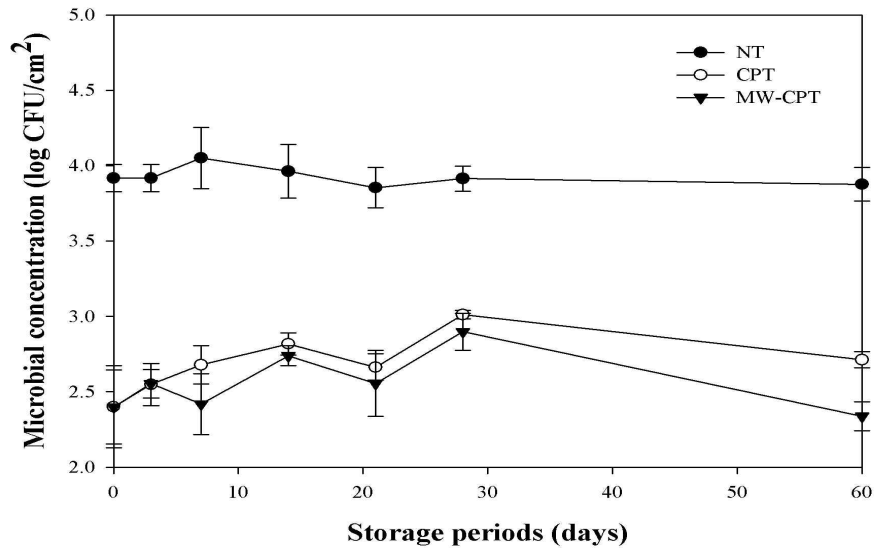 Microbial concentration (log CFU/cm²)
5.0
4.5
4.0
3.5
3.0
2.5
2.0
NT
CPT
MW-CPT
0 10 20 30 40 50 60
Storage periods (days)